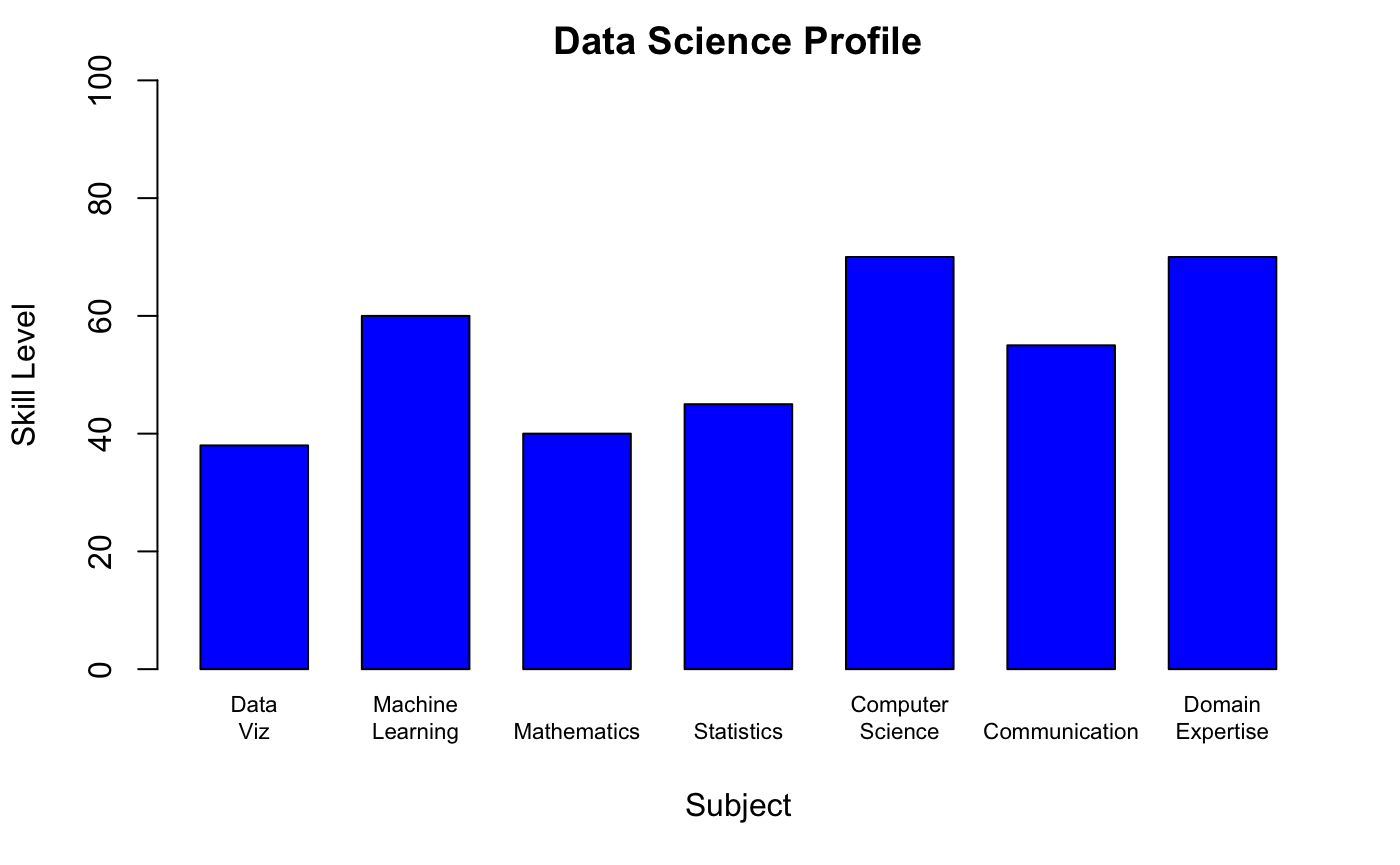 Data Science Profile
100
80
60
40
20
0
Skill Level
Data
Viz
Machine
Learning
Mathematics
Statistics
Computer
Science
Communication
Domain
Expertise
Subject